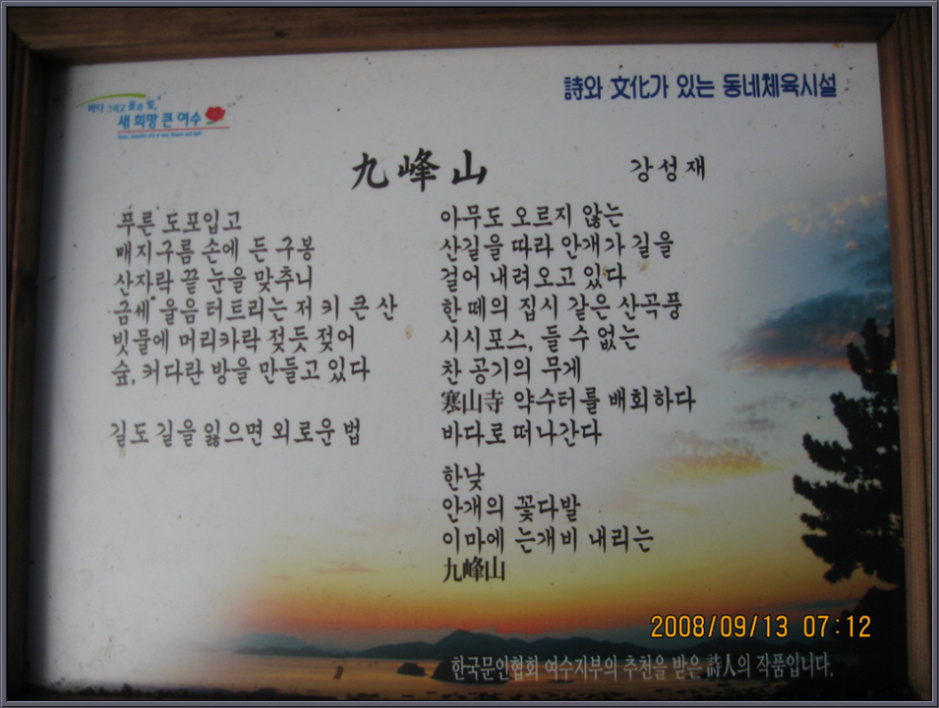 바다 그리고 꽃과 빛,
새 희망 큰 여수
詩와 文化가 있는 동네체육시설
九峰山
강성재
푸른 도포입고
매지구름 손에 든 구봉
산자락 끝 눈을 맞추니
금세 울음 터트리는 저 키 큰 산
빗물에 머리카락 젖듯 젖어
숲, 커다란 방을 만들고 있다
길도 길을 잃으면 외로운 법
아무도 오르지 않는
산길을 따라 안개가 길을
걸어 내려오고 있다
한 떼의 집시 같은 산곡풍
시시포스, 들 수 없는
찬 공기의 무게
寒山寺 약수터를 배회하다
바다로 떠나간다
한낮
안개의 꽃다발
이마에 는개비 내리는
九峰山
2008/09/13 07:12
한국문인협회 여수지부의 추천을 받은 詩人의 작품입니다.